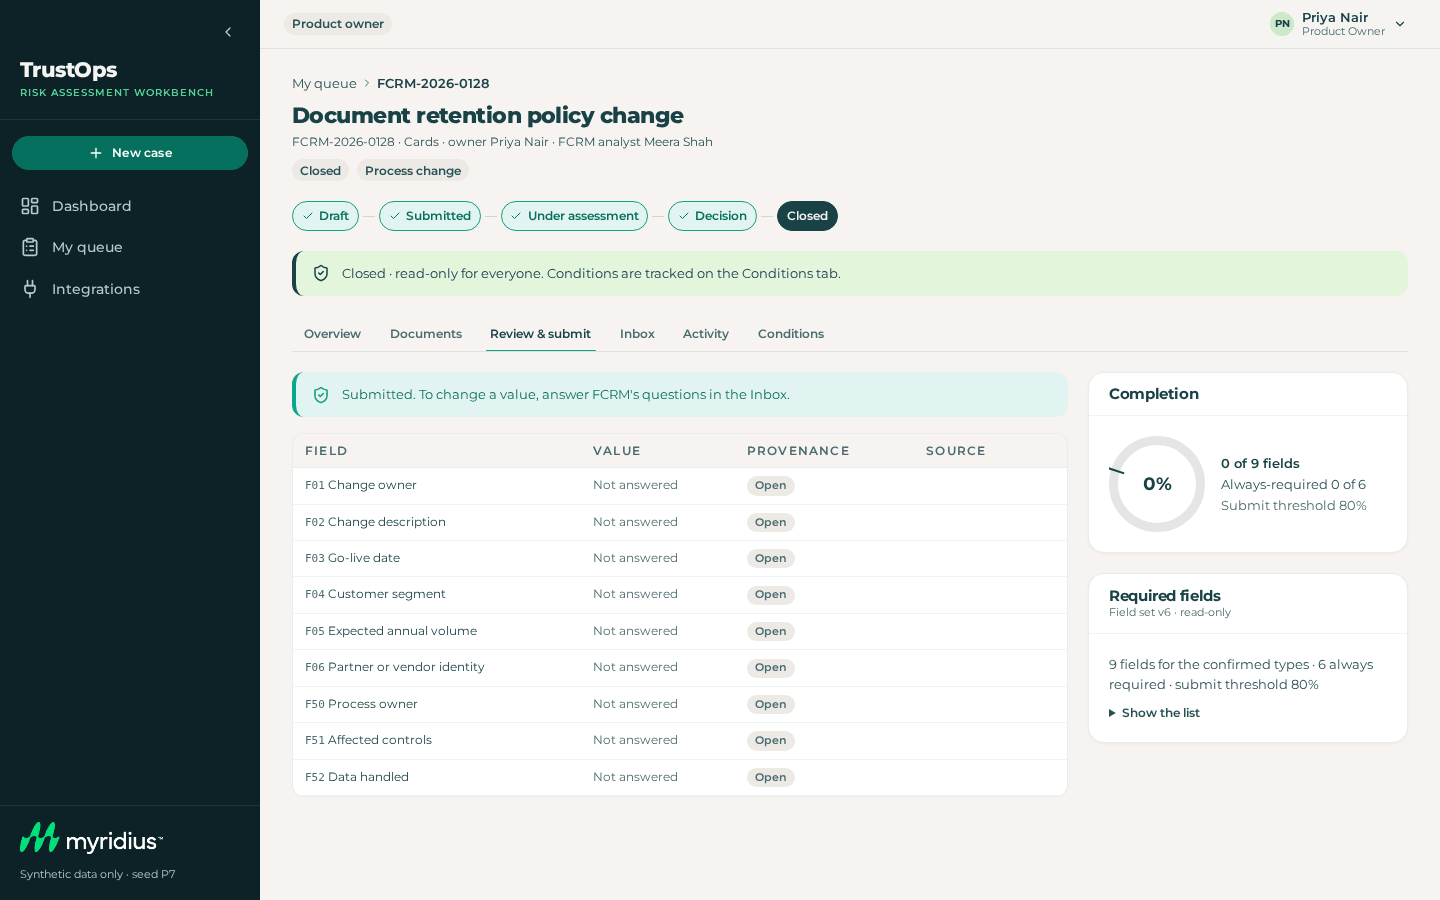 TrustOps
RISK ASSESSMENT WORKBENCH
New case
Dashboard
My queue
Integrations
myridius™
Synthetic data only · seed P7
Product owner
PN
Priya Nair
Product Owner
My queue > FCRM-2026-0128
Document retention policy change
FCRM-2026-0128 · Cards · owner Priya Nair · FCRM analyst Meera Shah
Closed Process change
Draft Submitted Under assessment Decision Closed
Closed · read-only for everyone. Conditions are tracked on the Conditions tab.
Overview Documents Review & submit Inbox Activity Conditions
Submitted. To change a value, answer FCRM's questions in the Inbox.
FIELD VALUE PROVENANCE SOURCE
F01 Change owner Not answered Open
F02 Change description Not answered Open
F03 Go-live date Not answered Open
F04 Customer segment Not answered Open
F05 Expected annual volume Not answered Open
F06 Partner or vendor identity Not answered Open
F50 Process owner Not answered Open
F51 Affected controls Not answered Open
F52 Data handled Not answered Open
Completion
0%
0 of 9 fields
Always-required 0 of 6
Submit threshold 80%
Required fields
Field set v6 · read-only
9 fields for the confirmed types · 6 always
required · submit threshold 80%
Show the list